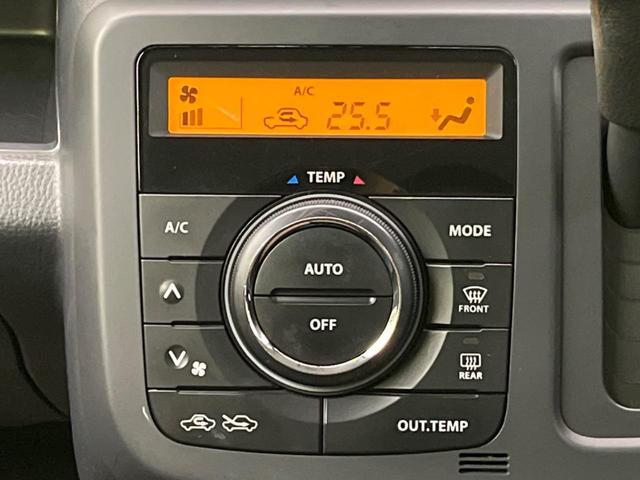 A/C
25.5
TEMP
A/C
MODE
AUTO
OFF
FRONT
REAR
OUT.TEMP